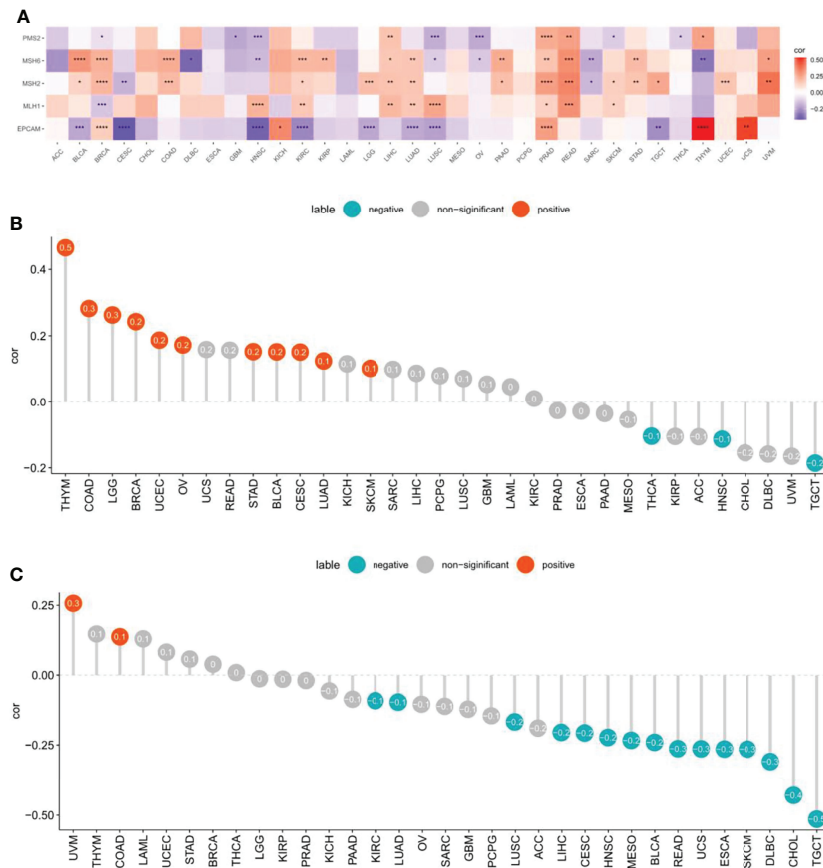 A
PMS2
* * *** ** *** *** **** ** * *
cor
MSH6
**** **** **** * ** *** ** * ** * * ** **** *** ** * ** ** *
0.50
0.25
MSH2
* **** ** *** * *** ** ** ** **** *** * ** ** * *** **
0.00
−0.25
MLH1
*** **** ** ** ** **** * *** *
−0.50
EPCAM
*** **** **** **** * **** **** **** **** **** ** **** **
ACC BLCA BRCA CESC CHOL COAD DLBC ESCA GBM HNSC KICH KIRC KIRP LAML LGG LIHC LUAD LUSC MESO OV PAAD PCPG PRAD READ SARC SKCM STAD TGCT THCA THYM UCEC UCS UVM
lable negative non-siginificant positive
B
cor
0.4
0.2
0.0
−0.2
0.5 0.3 0.3 0.2 0.2 0.2 0.2 0.2 0.2 0.2 0.2 0.1 0.1 0.1 0.1 0.1 0.1 0.1 0.1 0 0 0 0 0 −0.1 −0.1 −0.1 −0.1 −0.1 −0.2 −0.2 −0.2 −0.2
THYM COAD LGG BRCA UCEC OV UCS READ STAD BLCA CESC LUAD KICH SKCM SARC LIHC PCPG LUSC GBM LAML KIRC PRAD ESCA PAAD MESO THCA KIRP ACC HNSC CHOL DLBC UVM TGCT
C
lable negative non-siginificant positive
cor
0.25
0.00
−0.25
−0.50
0.3 0.1 0.1 0.1 0.1 0.1 0 0 0 0 0 −0.1 −0.1 −0.1 −0.1 −0.1 −0.1 −0.1 −0.1 −0.2 −0.2 −0.2 −0.2 −0.2 −0.2 −0.2 −0.3 −0.3 −0.3 −0.3 −0.3 −0.4 −0.5
UVM THYM COAD LAML UCEC STAD BRCA THCA LGG KIRP PRAD KICH PAAD KIRC LUAD OV SARC GBM PCPG LUSC ACC LIHC CESC HNSC MESO BLCA READ UCS ESCA SKCM DLBC CHOL TGCT